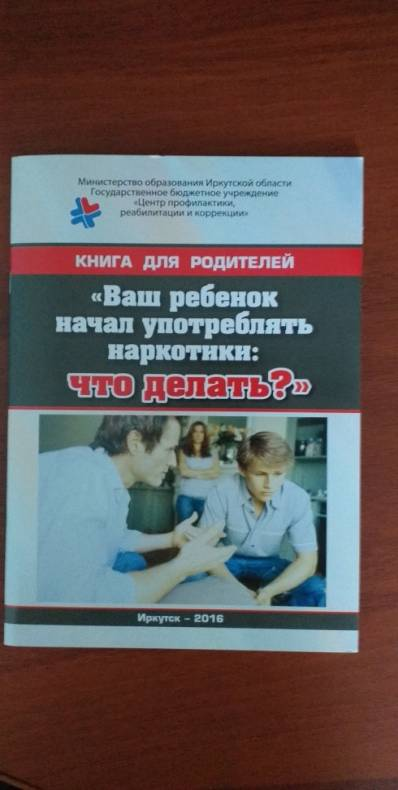 Министерство образования Иркутской области
Государственное бюджетное учреждение
«Центр профилактики,
реабилитации и коррекции»
КНИГА ДЛЯ РОДИТЕЛЕЙ
«Ваш ребенок
начал употреблять
наркотики:
что делать?»
Иркутск – 2016